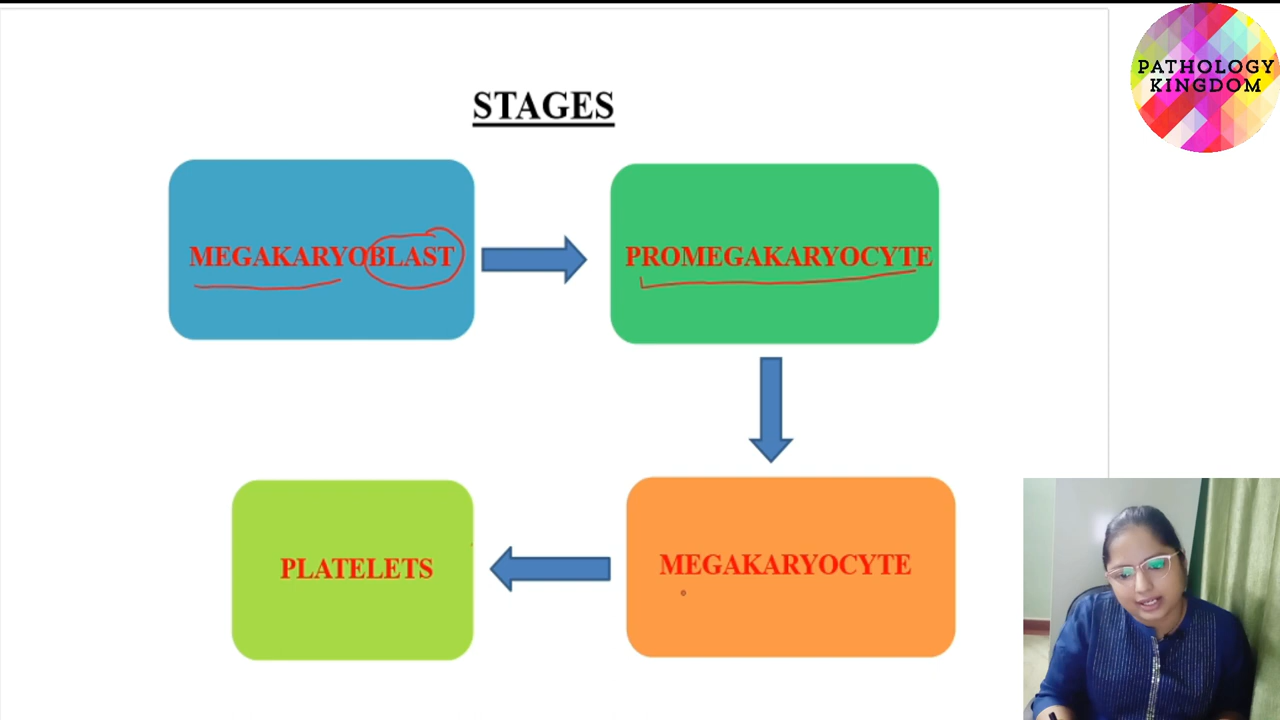 PATHOLOGY
KINGDOM
STAGES
MEGAKARYOBLAST
PROMEGAKARYOCYTE
PLATELETS
MEGAKARYOCYTE